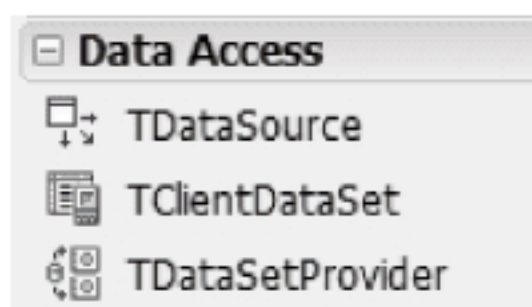 Data Access
TDataSource
TClientDataSet
TDataSetProvider